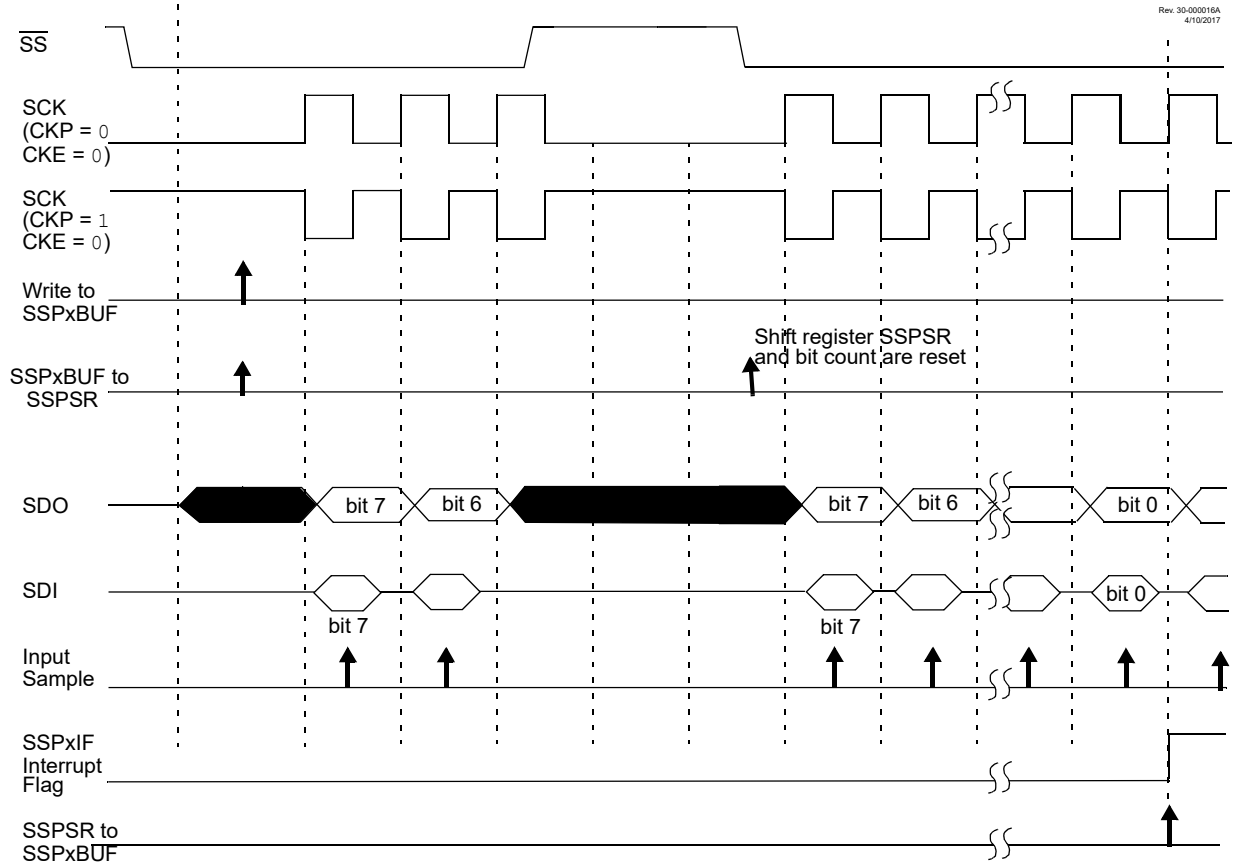 Rev. 30-000016A
4/10/2017
SS
SCK
(CKP = 0
CKE = 0)
SCK
(CKP = 1
CKE = 0)
Write to
SSPxBUF
Shift register SSPSR
and bit count are reset
SSPxBUF to
SSPSR
SDO
bit 7
bit 6
bit 7
bit 6
bit 0
SDI
bit 0
bit 7
bit 7
Input
Sample
SSPxIF
Interrupt
Flag
SSPSR to
SSPxBUF